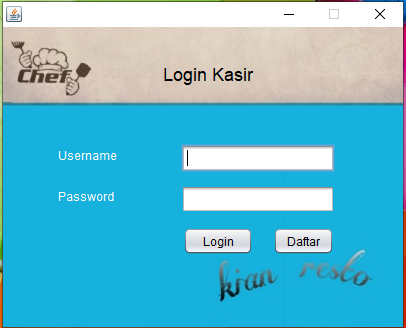 Chef
Login Kasir
Username
Password
Login Daftar
kian resto